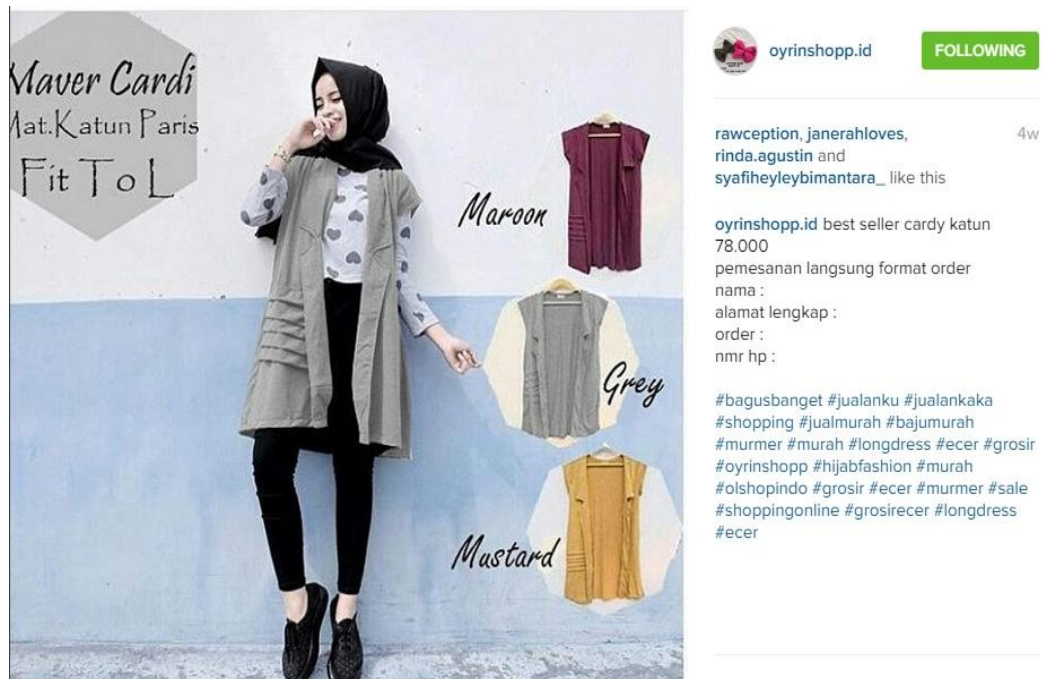 Maver Cardi
Mat.Katun Paris
Fit To L
Maroon
Grey
Mustard
oyrinshopp.id
FOLLOWING
rawception, janerahloves,
4w
rinda.agustin and
syafiheyleybimantara_ like this
oyrinshopp.id best seller cardy katun
78.000
pemesanan langsung format order
nama :
alamat lengkap :
order :
nmr hp :
#bagusbanget #jualanku #jualankaka
#shopping #jualmurah #bajumurah
#murmer #murah #longdress #ecer #grosir
#oyrinshopp #hijabfashion #murah
#olshopindo #grosir #ecer #murmer #sale
#shoppingonline #grosirecer #longdress
#ecer